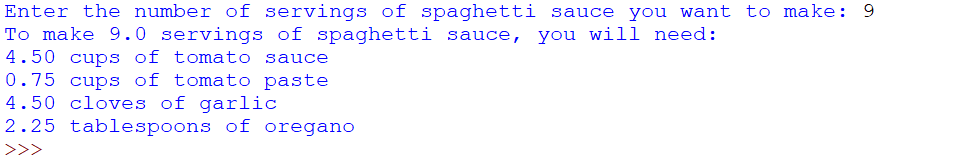 Enter the number of servings of spaghetti sauce you want to make: 9
To make 9.0 servings of spaghetti sauce, you will need:
4.50 cups of tomato sauce
0.75 cups of tomato paste
4.50 cloves of garlic
2.25 tablespoons of oregano
>>>